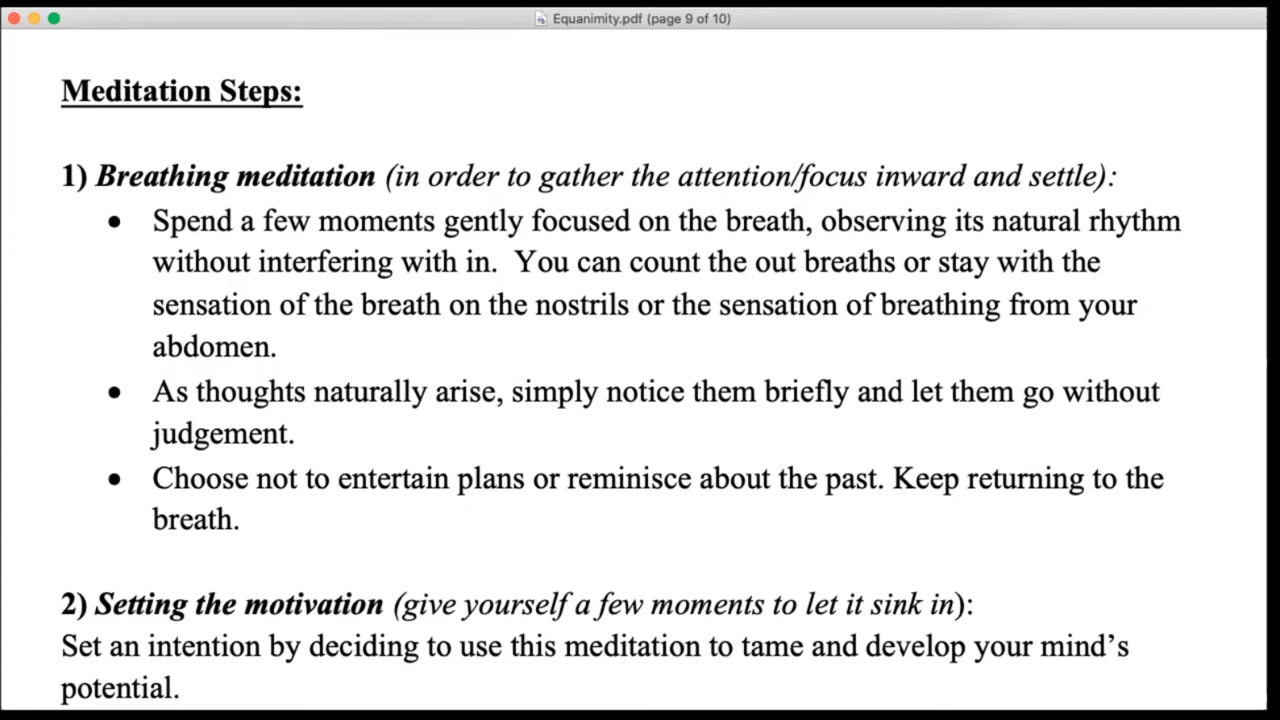 Equanimity.pdf (page 9 of 10)
Meditation Steps:
1) Breathing meditation (in order to gather the attention/focus inward and settle):
• Spend a few moments gently focused on the breath, observing its natural rhythm
without interfering with in. You can count the out breaths or stay with the
sensation of the breath on the nostrils or the sensation of breathing from your
abdomen.
• As thoughts naturally arise, simply notice them briefly and let them go without
judgement.
• Choose not to entertain plans or reminisce about the past. Keep returning to the
breath.
2) Setting the motivation (give yourself a few moments to let it sink in):
Set an intention by deciding to use this meditation to tame and develop your mind’s
potential.